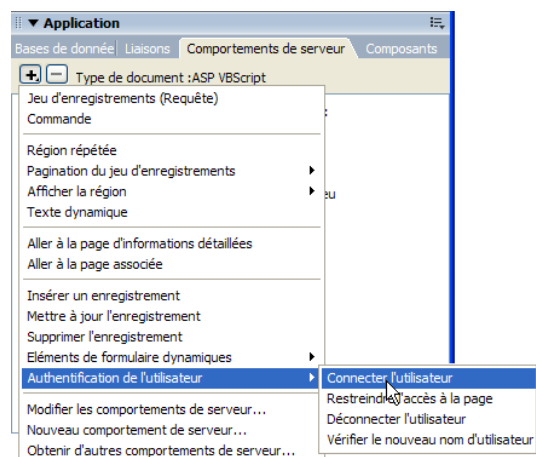 Application
Bases de donnée Liaisons Comportements de serveur Composants
Type de document :ASP VBScript
Jeu d'enregistrements (Requête)
Commande
:
Région répétée
Pagination du jeu d'enregistrements
Afficher la région
eu
Texte dynamique
Aller à la page d'informations détaillées
Aller à la page associée
Insérer un enregistrement
Mettre à jour l'enregistrement
Supprimer l'enregistrement
Eléments de formulaire dynamiques
Authentification de l'utilisateur
Connecter l'utilisateur
Restreindre l'accès à la page
Déconnecter l'utilisateur
Vérifier le nouveau nom d'utilisateur
Modifier les comportements de serveur...
Nouveau comportement de serveur...
Obtenir d'autres comportements de serveur...